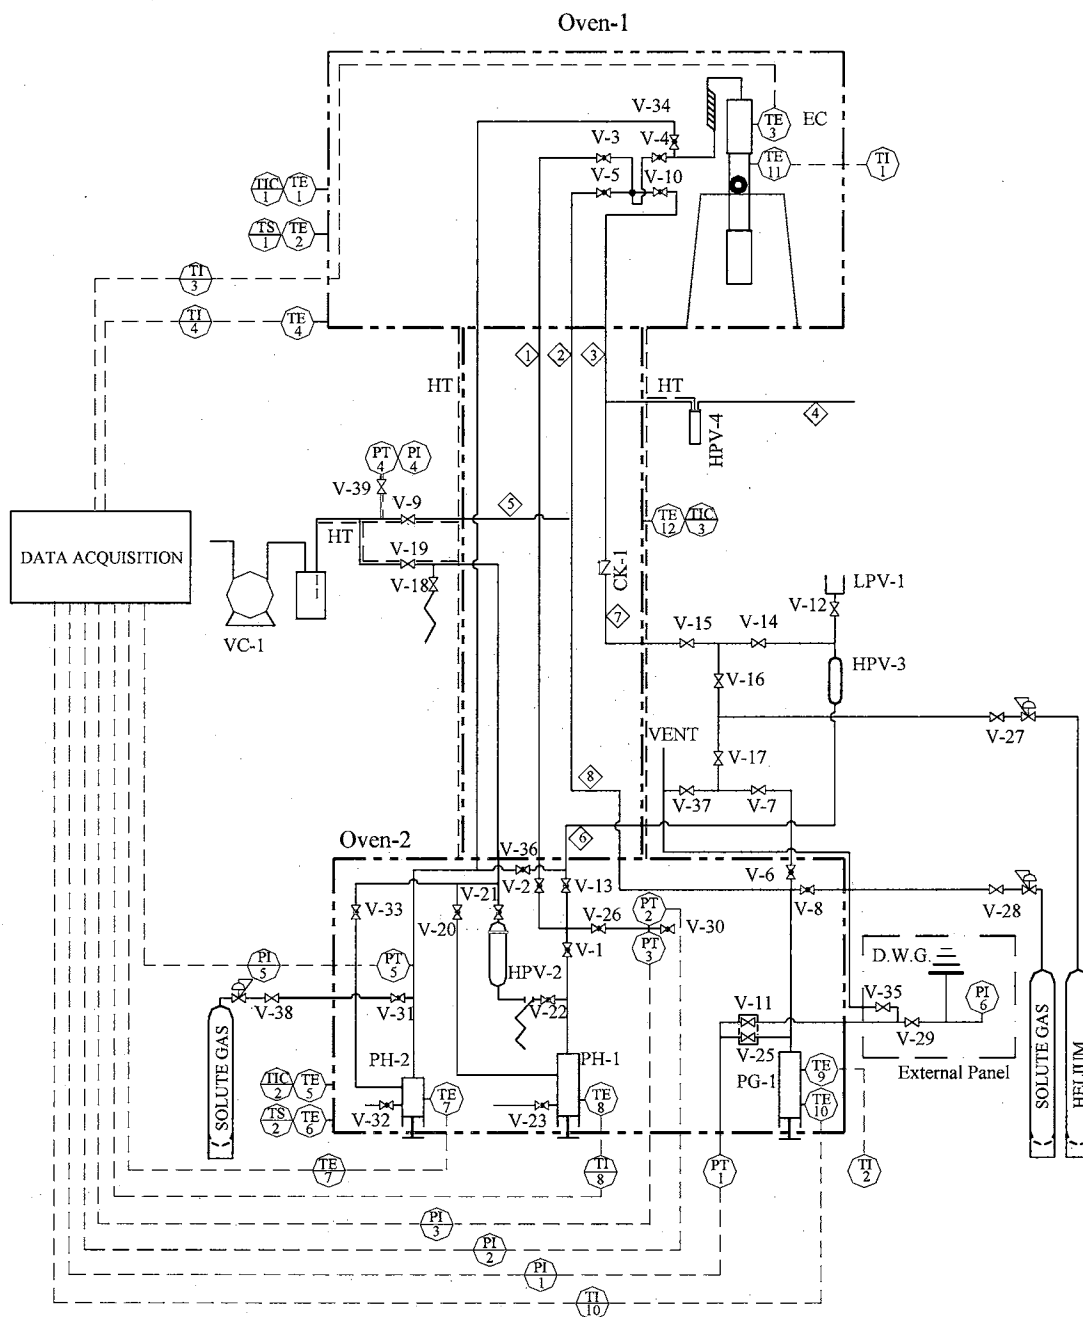 Oven-1
V-34
V-3
V-4
TE
3
EC
V-5
V-10
TE
11
TI
1
TIC
1
TE
1
TS
1
TE
2
TI
3
TI
4
TE
4
1
2
3
HT
HT
4
HPV-4
PT
4
PI
4
V-39
V-9
5
HT
TE
12
TIC
3
DATA ACQUISITION
V-19
V-18
CK-1
LPV-1
V-12
VC-1
7
V-15
V-14
HPV-3
V-16
V-27
VENT
V-17
8
V-37
V-7
Oven-2
6
V-36
V-6
V-21
V-2
V-13
V-33
V-20
V-26
PT
2
V-30
V-8
V-28
PT
3
V-1
PI
5
PT
5
HPV-2
D.W.G.
V-35
PI
6
V-11
V-38
V-31
V-22
V-29
V-25
PH-2
PH-1
PG-1
External Panel
SOLUTE GAS
SOLUTE GAS
HELIUM
TIC
2
TE
5
TE
7
TE
8
TE
9
TS
2
TE
6
V-32
V-23
TE
10
TE
7
TI
8
PT
1
TI
2
PI
3
PI
2
PI
1
TI
10